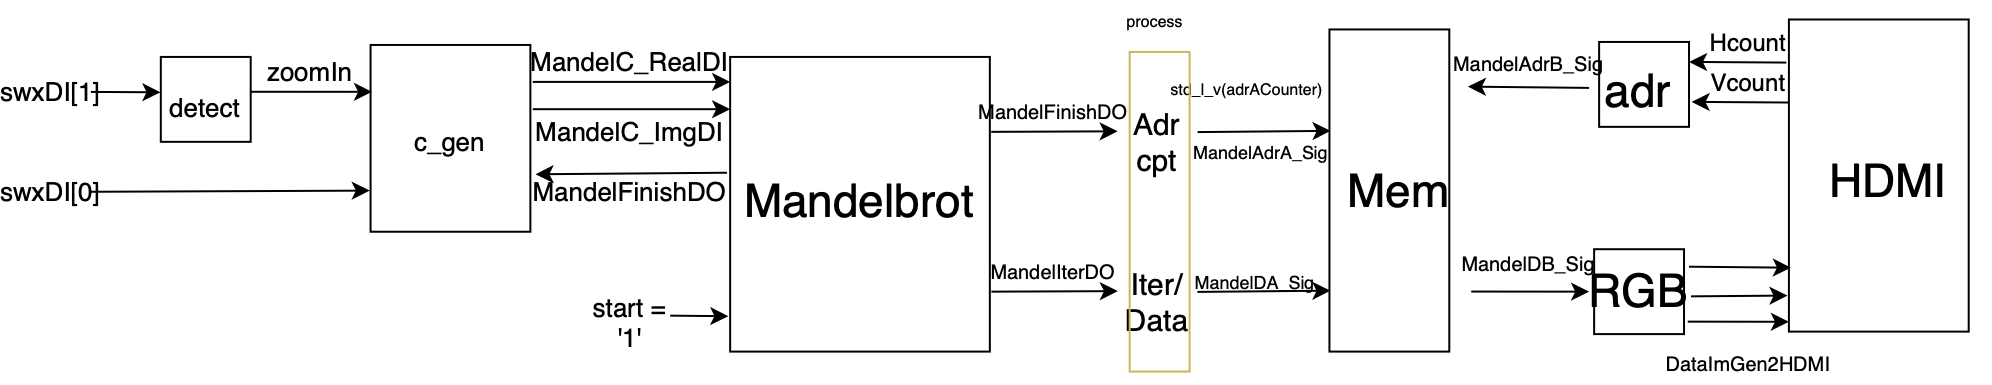 swxDI[1]
detect
zoomIn
swxDI[0]
c_gen
MandelC_RealDI
MandelC_ImgDI
MandelFinishDO
start =
'1'
Mandelbrot
MandelFinishDO
MandelIterDO
process
Adr
cpt
Iter/
Data
std_l_v(adrACounter)
MandelAdrA_Sig
MandelDA_Sig
Mem
MandelAdrB_Sig
MandelDB_Sig
adr
RGB
Hcount
Vcount
HDMI
DataImGen2HDMI